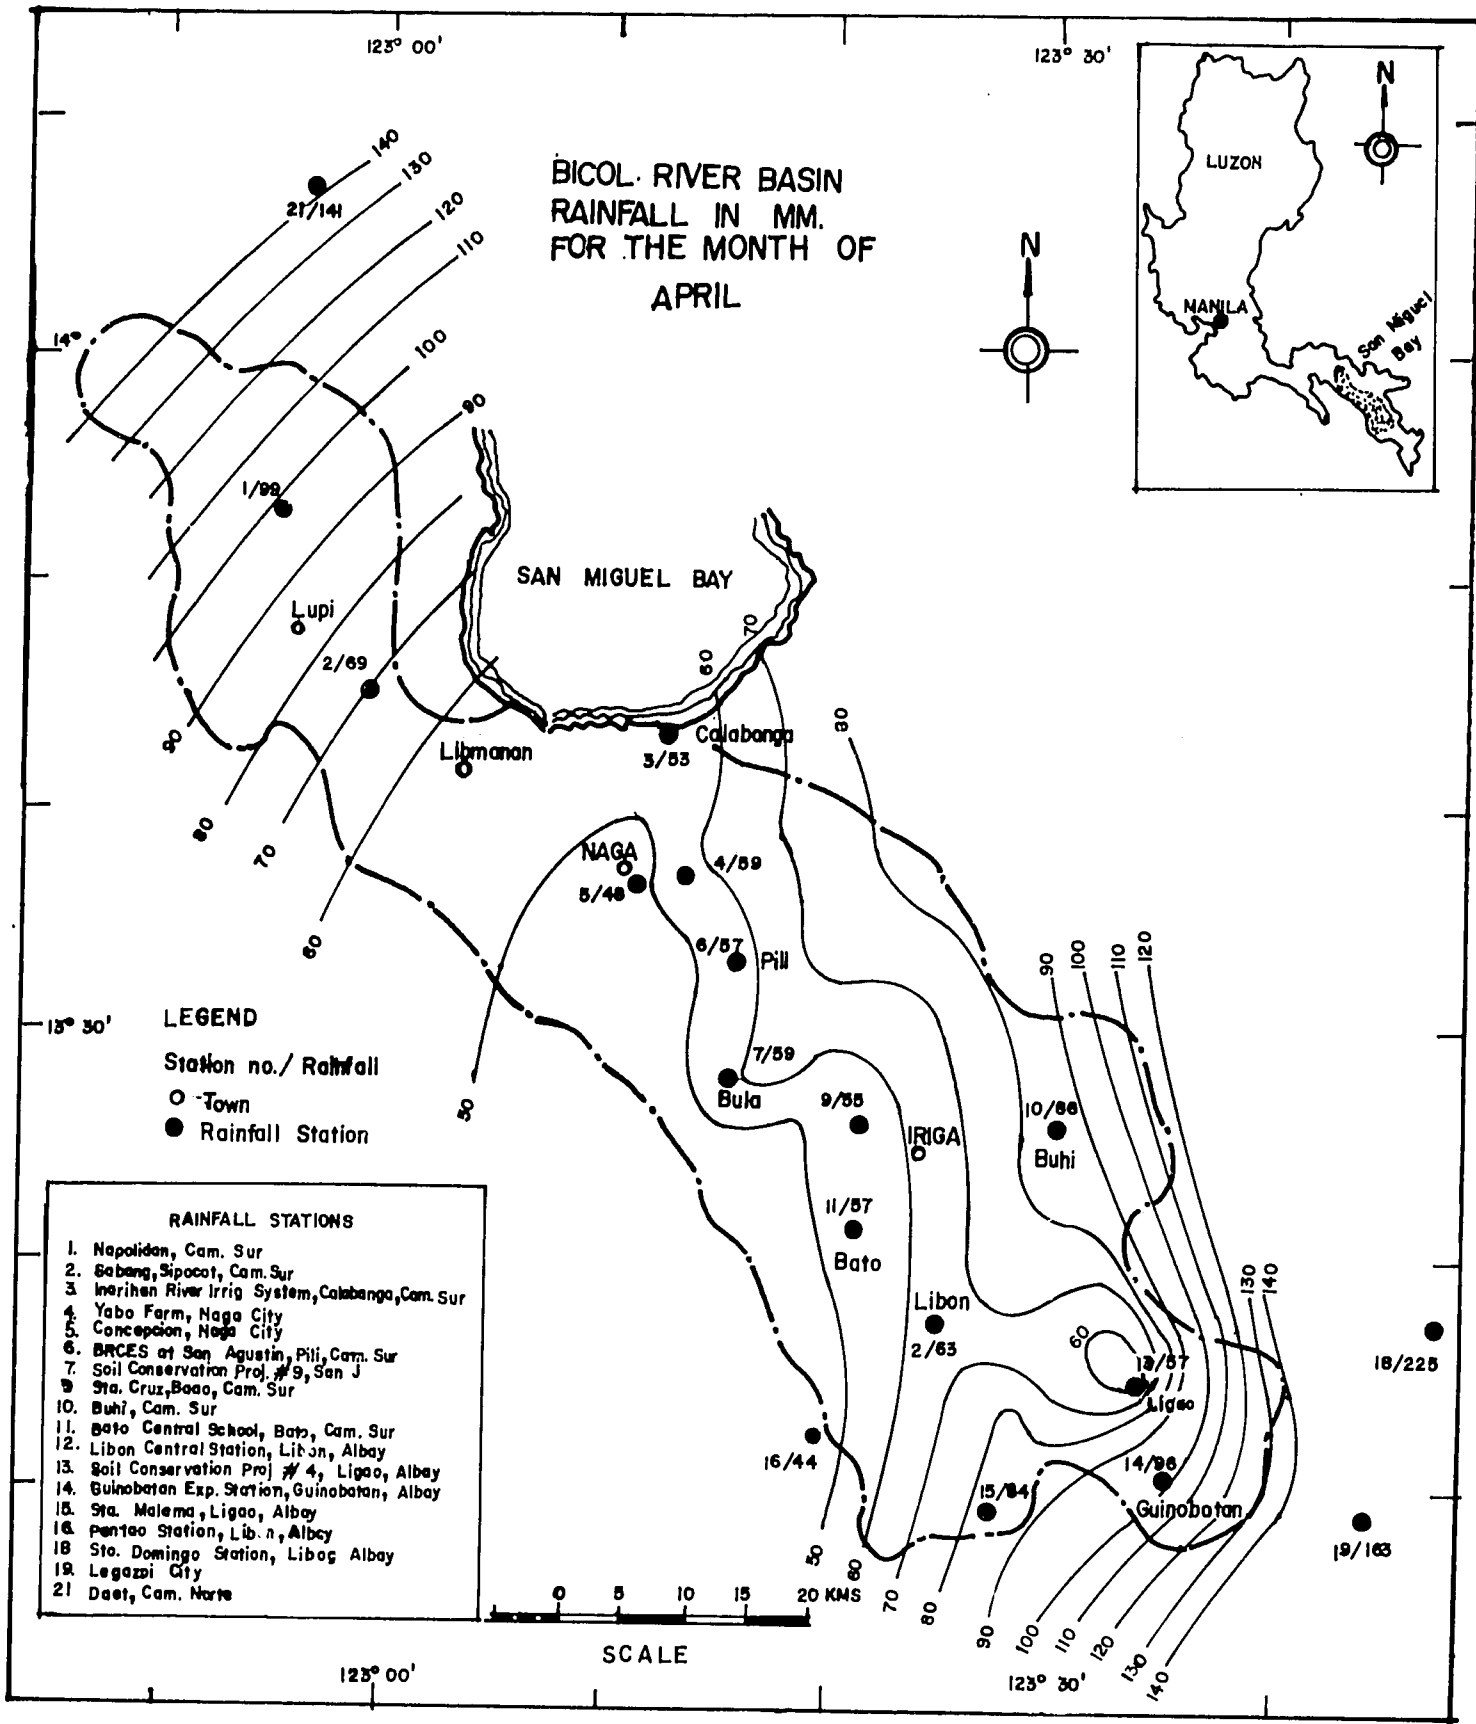 123° 00'
123° 30'
BICOL RIVER BASIN
RAINFALL IN MM.
FOR THE MONTH OF
APRIL
N
N
LUZON
MANILA
San Miguel
Bay
140
130
120
110
100
90
21/141
14°
1/99
Lupi
2/69
SAN MIGUEL BAY
60
70
80
Libmanan
Calabanga
3/53
90
80
70
60
NAGA
5/48
4/59
6/57
Pili
7/59
Bula
50
9/55
IRIGA
10/86
Buhi
90
100
110
120
11/57
Bato
Libon
2/63
60
13/57
Ligao
130
140
18/225
16/44
15/84
14/96
Guinobatan
19/163
13° 30'
LEGEND
Station no./ Rainfall
Town
Rainfall Station
RAINFALL STATIONS
1. Napolidan, Cam. Sur
2. Sabang, Sipocot, Cam. Sur
3. Inarihan River Irrig System, Calabanga, Cam. Sur
4. Yabo Farm, Naga City
5. Concepcion, Naga City
6. BRCES at San Agustin, Pili, Cam. Sur
7. Soil Conservation Proj. #9, San J
9 Sta. Cruz, Baao, Cam. Sur
10. Buhi, Cam. Sur
11. Bato Central School, Bato, Cam. Sur
12. Libon Central Station, Libon, Albay
13. Soil Conservation Proj # 4, Ligao, Albay
14. Guinobatan Exp. Station, Guinobatan, Albay
15. Sta. Malema, Ligao, Albay
16. Pantao Station, Libon, Albay
18 Sto. Domingo Station, Libog Albay
19. Legazpi City
21 Daet, Cam. Norte
50
60
70
80
90
100
110
120
130
140
0 5 10 15 20 KMS
SCALE
123° 00'
123° 30'